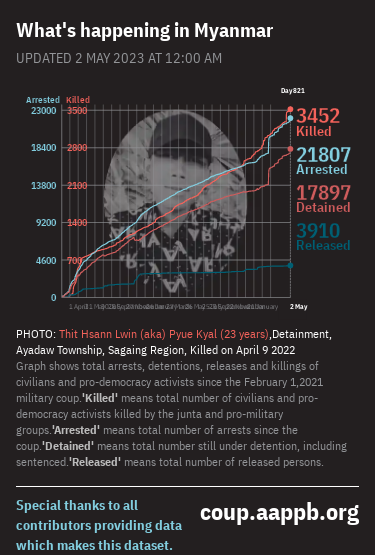 What's happening in Myanmar
UPDATED 2 MAY 2023 AT 12:00 AM
Day821
Arrested Killed
23000 3500
18400 2800
13800 2100
9200 1400
4600 700
0
3452
Killed
21807
Arrested
17897
Detained
3910
Released
2 May
PHOTO: Thit Hsann Lwin (aka) Pyue Kyal (23 years),Detainment,
Ayadaw Township, Sagaing Region, Killed on April 9 2022
Graph shows total arrests, detentions, releases and killings of
civilians and pro-democracy activists since the February 1,2021
military coup.'Killed' means total number of civilians and pro-
democracy activists killed by the junta and pro-military
groups.'Arrested' means total number of arrests since the
coup.'Detained' means total number still under detention, including
sentenced.'Released' means total number of released persons.
Special thanks to all
contributors providing data
which makes this dataset.
coup.aappb.org